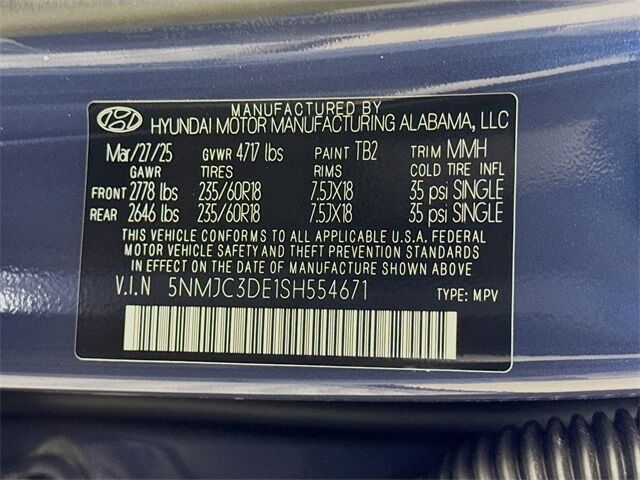 MANUFACTURED BY
HYUNDAI MOTOR MANUFACTURING ALABAMA, LLC
Mar/27/25 GVWR 4717 lbs PAINT TB2 TRIM MMH
GAWR TIRES RIMS COLD TIRE INFL
FRONT 2778 lbs 235/60R18 7.5JX18 35 psi SINGLE
REAR 2646 lbs 235/60R18 7.5JX18 35 psi SINGLE
THIS VEHICLE CONFORMS TO ALL APPLICABLE U.S.A. FEDERAL
MOTOR VEHICLE SAFETY AND THEFT PREVENTION STANDARDS
IN EFFECT ON THE DATE OF MANUFACTURE SHOWN ABOVE.
V.I.N 5NMJC3DE1SH554671 TYPE: MPV